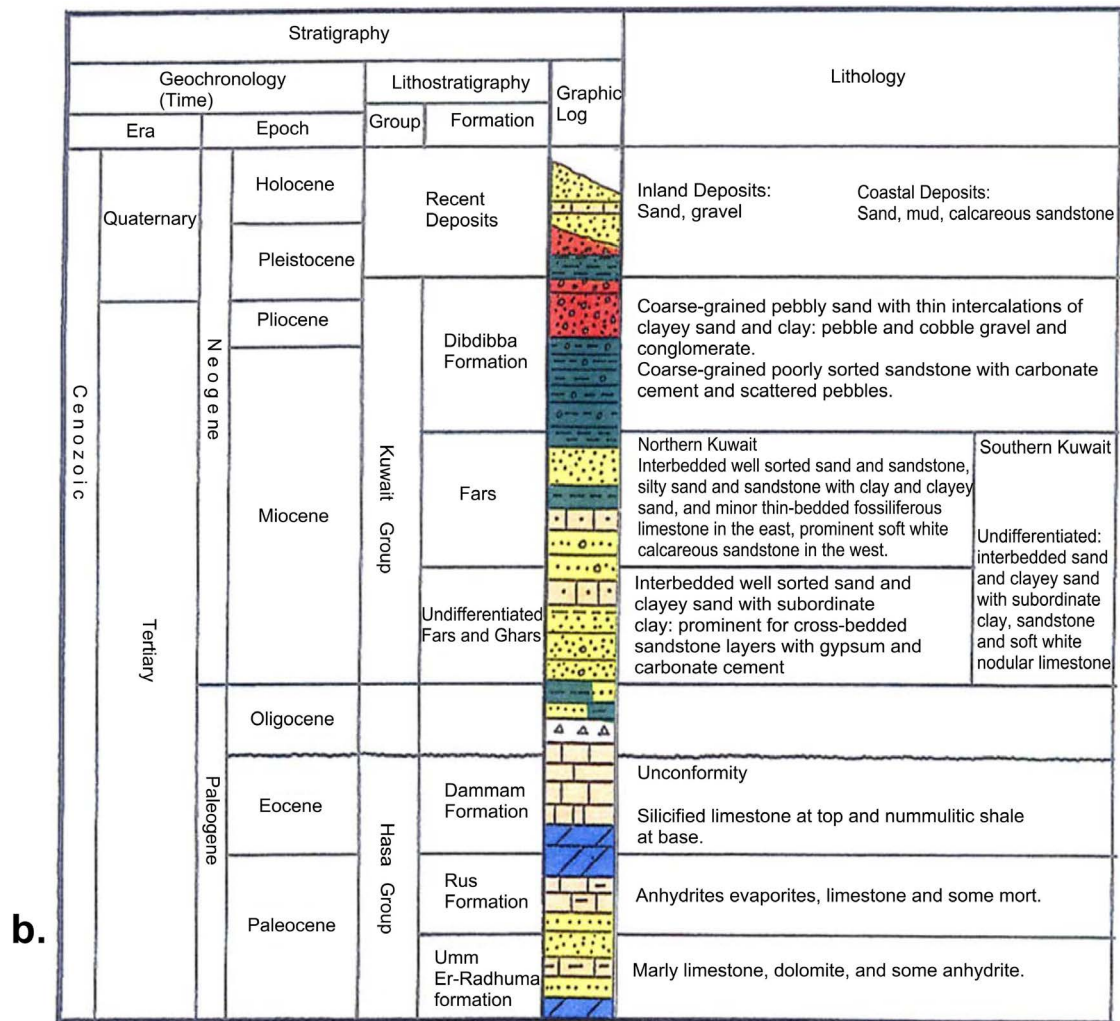 Stratigraphy
Lithology
Geochronology
(Time)
Lithostratigraphy
Graphic
Log
Era
Epoch
Group
Formation
Cenozoic
Quaternary
Tertiary
Neogene
Paleogene
Holocene
Pleistocene
Pliocene
Miocene
Oligocene
Eocene
Paleocene
Recent
Deposits
Inland Deposits:
Sand, gravel
Coastal Deposits:
Sand, mud, calcareous sandstone
Kuwait Group
Dibdibba
Formation
Coarse-grained pebbly sand with thin intercalations of
clayey sand and clay: pebble and cobble gravel and
conglomerate.
Coarse-grained poorly sorted sandstone with carbonate
cement and scattered pebbles.
Fars
Northern Kuwait
Interbedded well sorted sand and sandstone,
silty sand and sandstone with clay and clayey
sand, and minor thin-bedded fossiliferous
limestone in the east, prominent soft white
calcareous sandstone in the west.
Southern Kuwait
Undifferentiated:
interbedded sand
and clayey sand
with subordinate
clay, sandstone
and soft white
nodular limestone
Undifferentiated
Fars and Ghars
Interbedded well sorted sand and
clayey sand with subordinate
clay: prominent for cross-bedded
sandstone layers with gypsum and
carbonate cement
Hasa Group
Dammam
Formation
Unconformity
Silicified limestone at top and nummulitic shale
at base.
Rus
Formation
Anhydrites evaporites, limestone and some mort.
Umm
Er-Radhuma
formation
Marly limestone, dolomite, and some anhydrite.
b.